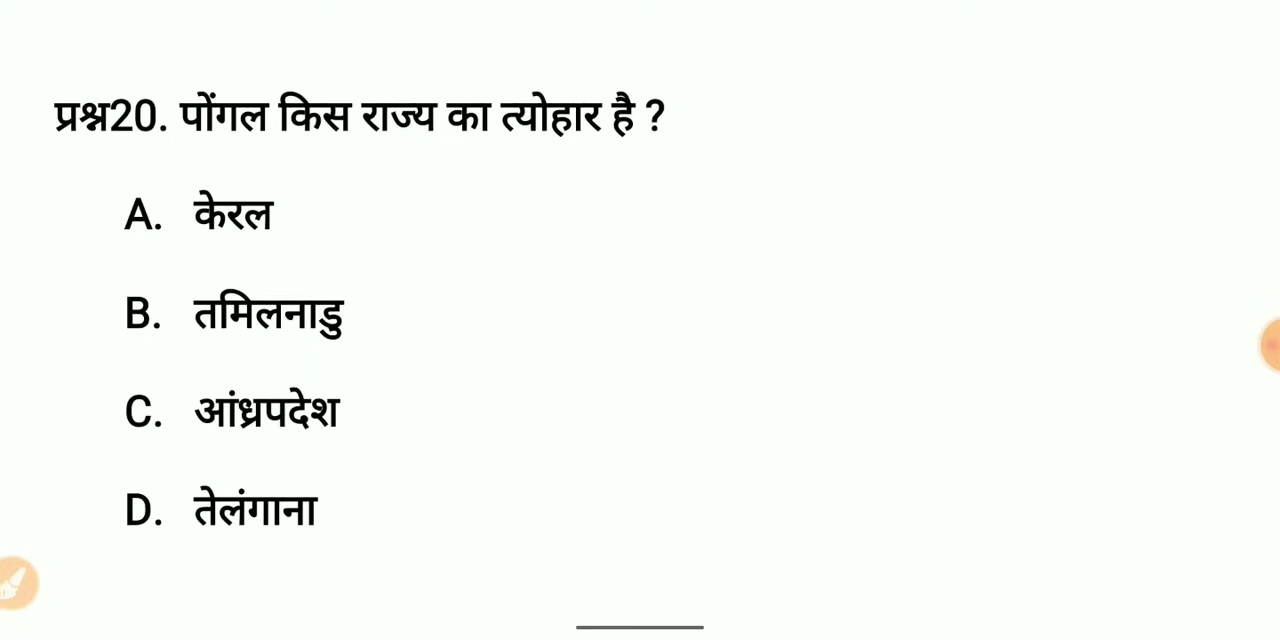 प्रश्न20. पोंगल किस राज्य का त्योहार है ?
A. केरल
B. तमिलनाडु
C. आंध्रपदेश
D. तेलंगाना